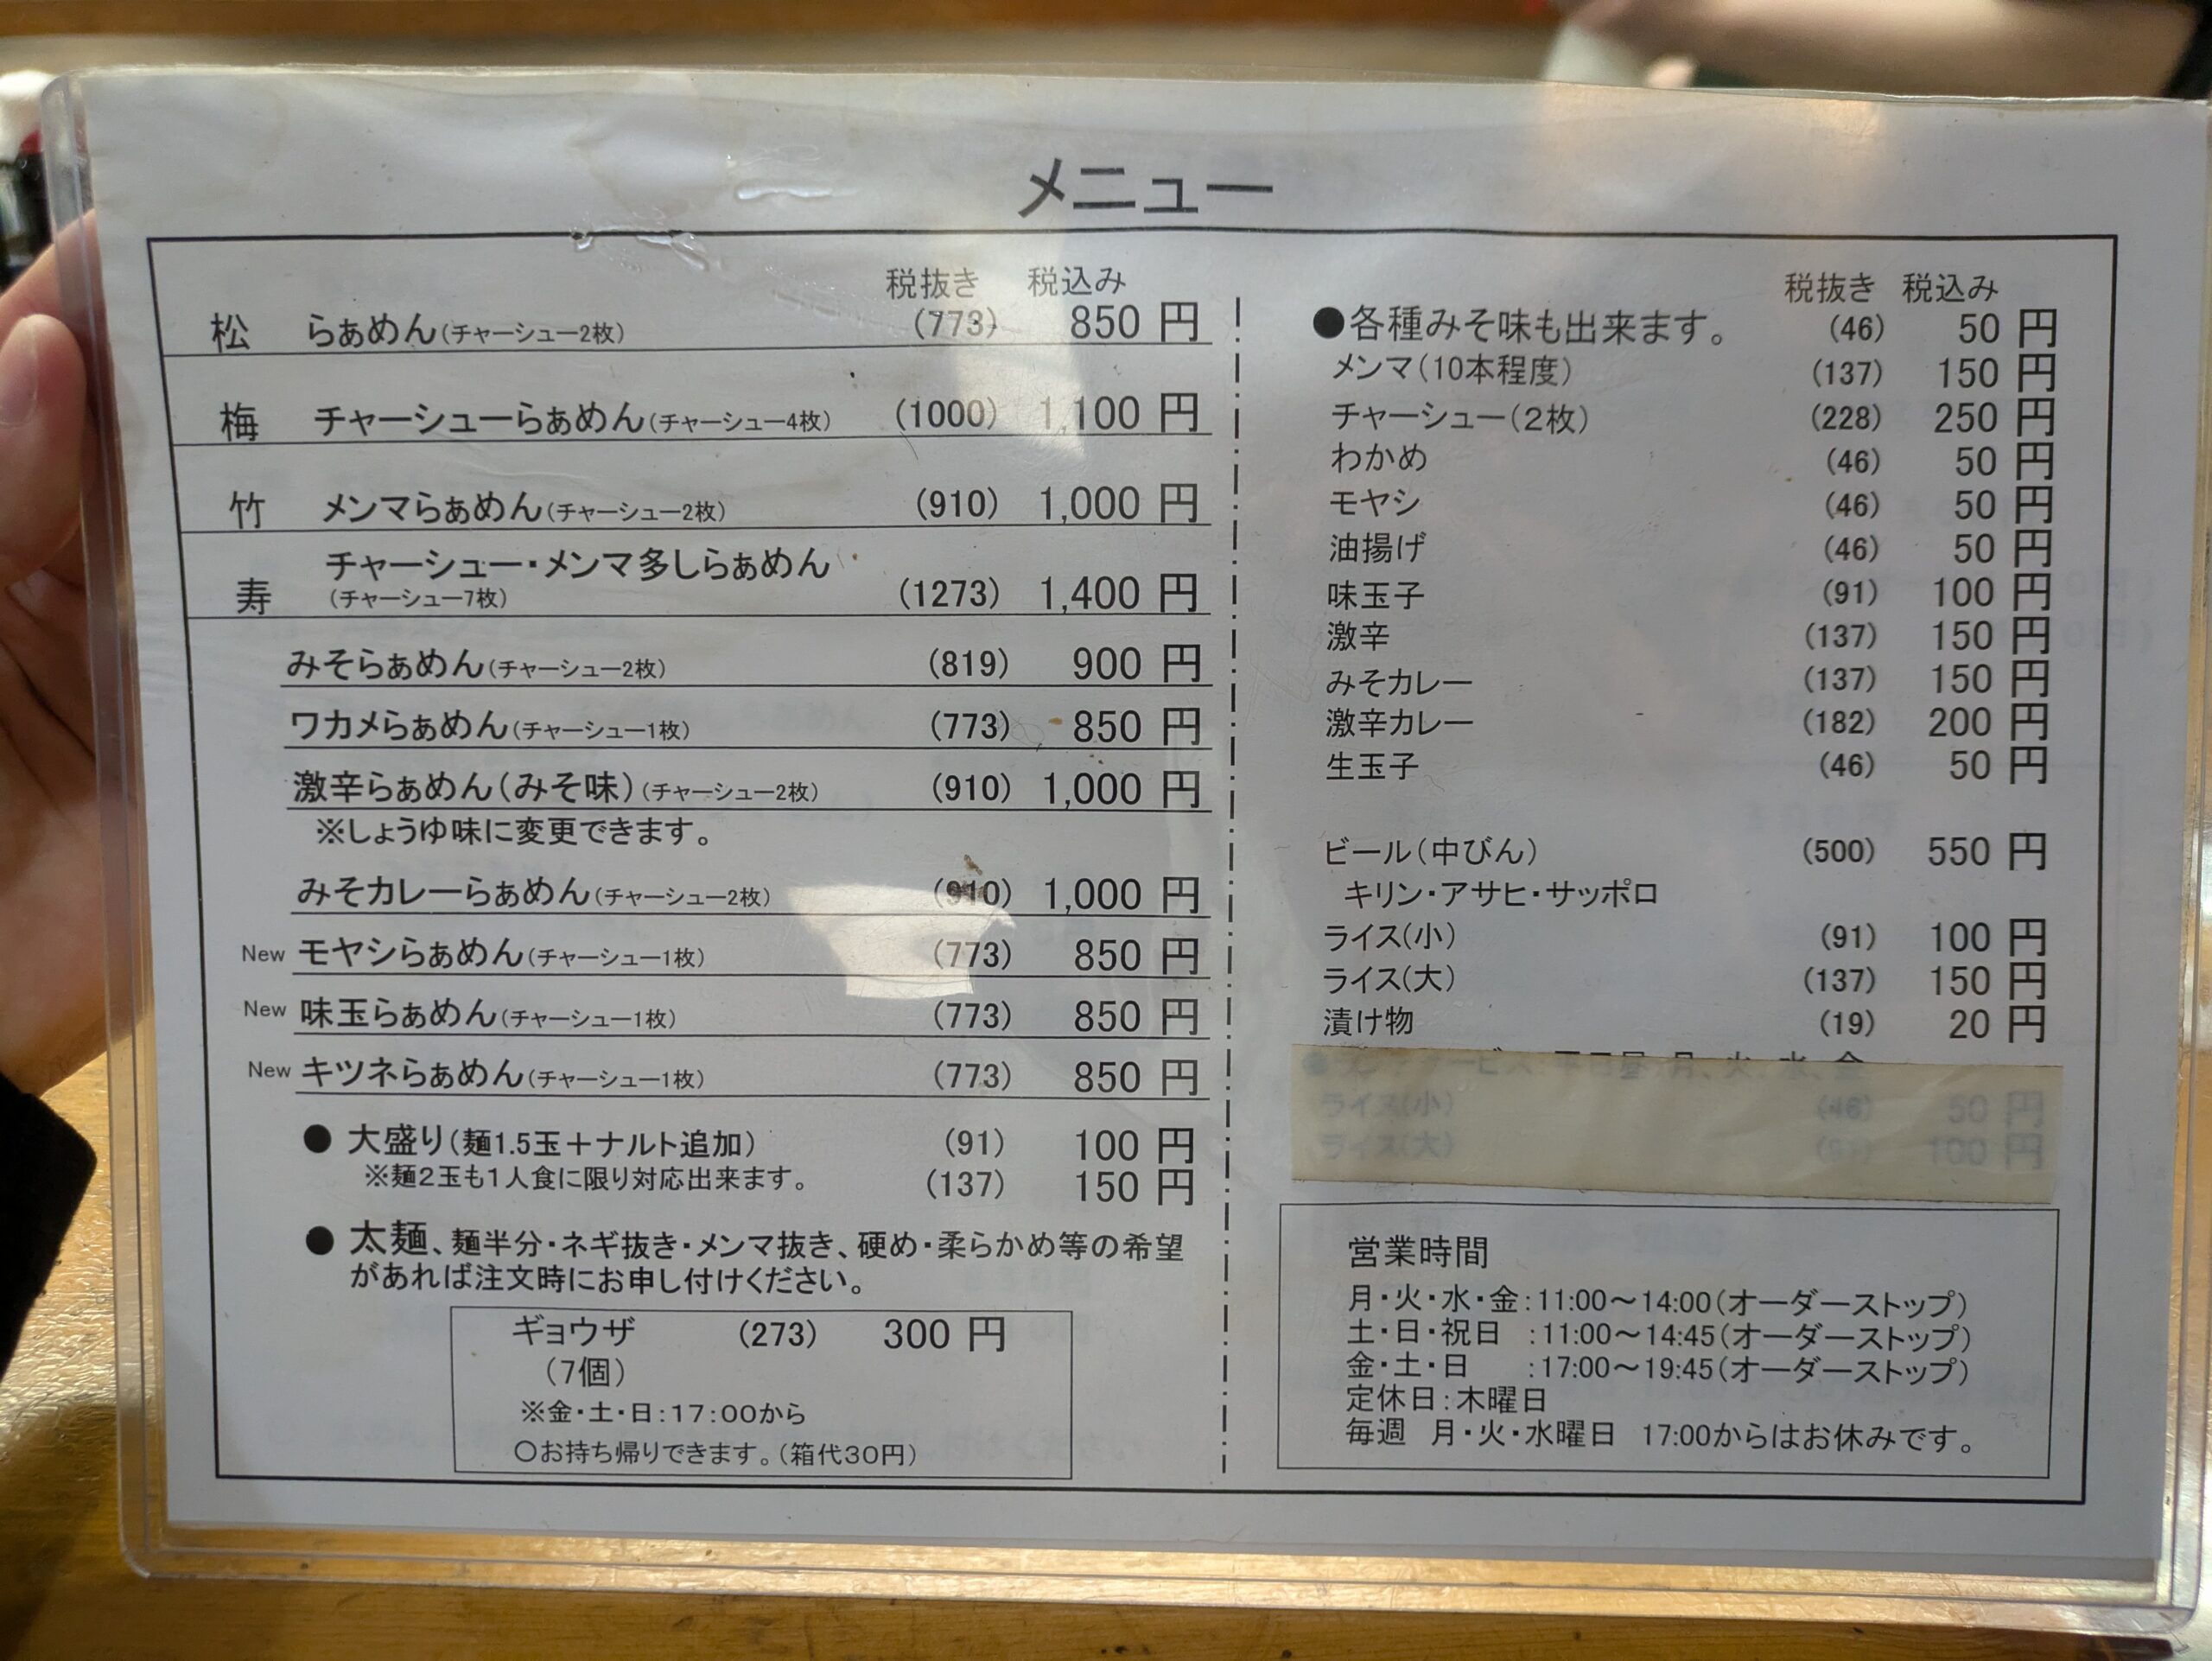 メニュー
税抜き 税込み
松 らぁめん(チャーシュー2枚) (773) 850 円
梅 チャーシューらぁめん(チャーシュー4枚) (1000) 1,100 円
竹 メンマらぁめん(チャーシュー2枚) (910) 1,000 円
チャーシュー・メンマ多しらぁめん
寿 (チャーシュー7枚) (1273) 1,400 円
みそらぁめん(チャーシュー2枚) (819) 900 円
ワカメらぁめん(チャーシュー1枚) (773) 850 円
激辛らぁめん(みそ味)(チャーシュー2枚) (910) 1,000 円
※しょうゆ味に変更できます。
みそカレーらぁめん(チャーシュー2枚) (910) 1,000 円
New モヤシらぁめん(チャーシュー1枚) (773) 850 円
New 味玉らぁめん(チャーシュー1枚) (773) 850 円
New キツネらぁめん(チャーシュー1枚) (773) 850 円
● 大盛り(麺1.5玉+ナルト追加) (91) 100 円
※麺2玉も1人食に限り対応出来ます。 (137) 150 円
● 太麺、麺半分・ネギ抜き・メンマ抜き、硬め・柔らかめ等の希望
があれば注文時にお申し付けください。
ギョウザ (273) 300 円
(7個)
※金・土・日:17:00から
○お持ち帰りできます。(箱代30円)
税抜き 税込み
●各種みそ味も出来ます。 (46) 50 円
メンマ(10本程度) (137) 150 円
チャーシュー(2枚) (228) 250 円
わかめ (46) 50 円
モヤシ (46) 50 円
油揚げ (46) 50 円
味玉子 (91) 100 円
激辛 (137) 150 円
みそカレー (137) 150 円
激辛カレー (182) 200 円
生玉子 (46) 50 円
ビール(中びん) (500) 550 円
キリン・アサヒ・サッポロ
ライス(小) (91) 100 円
ライス(大) (137) 150 円
漬け物 (19) 20 円
ライス(小) (46) 50 円
ライス(大) 100 円
営業時間
月・火・水・金:11:00～14:00(オーダーストップ)
土・日・祝日 :11:00～14:45(オーダーストップ)
金・土・日 :17:00～19:45(オーダーストップ)
定休日:木曜日
毎週 月・火・水曜日 17:00からはお休みです。